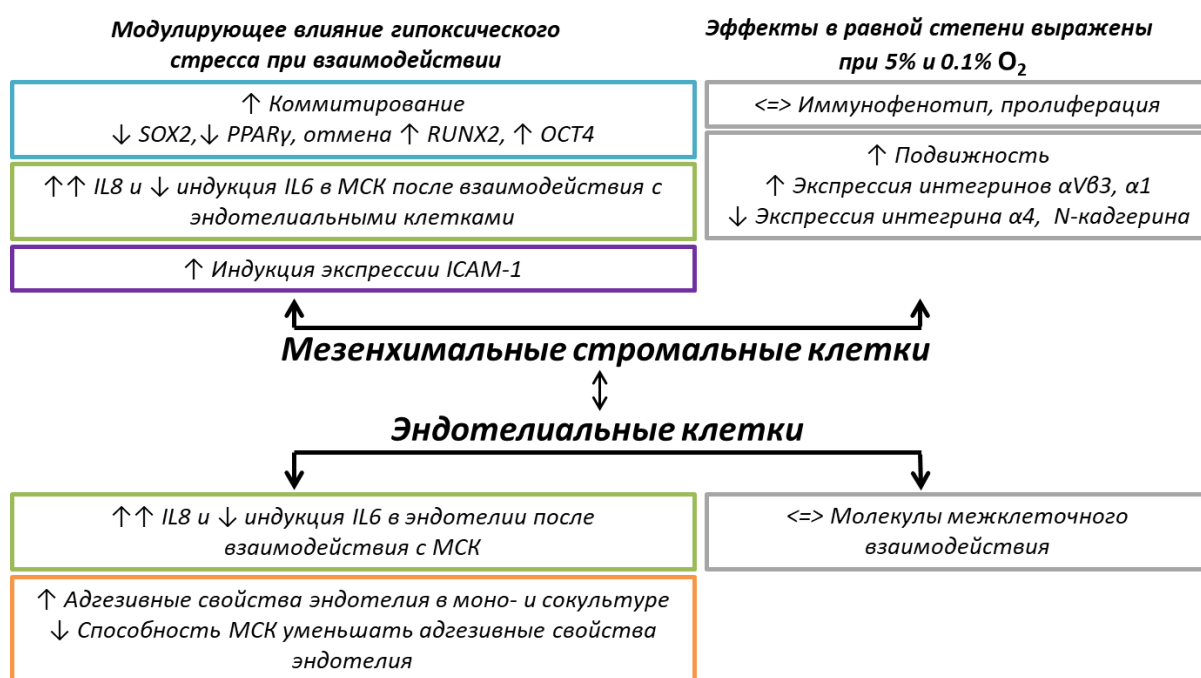 Модулирующее влияние гипоксического
стресса при взаимодействии
Эффекты в равной степени выражены
при 5% и 0.1% O₂
↑ Коммитирование
↓ SOX2,↓ PPARγ, отмена ↑ RUNX2, ↑ OCT4
↑↑ IL8 и ↓ индукция IL6 в МСК после взаимодействия с
эндотелиальными клетками
↑ Индукция экспрессии ICAM-1
<=> Иммунофенотип, пролиферация
↑ Подвижность
↑ Экспрессия интегринов αVβ3, α1
↓ Экспрессия интегрина α4, N-кадгерина
Мезенхимальные стромальные клетки
Эндотелиальные клетки
↑↑ IL8 и ↓ индукция IL6 в эндотелии после
взаимодействия с МСК
↑ Адгезивные свойства эндотелия в моно- и сокультуре
↓ Способность МСК уменьшать адгезивные свойства
эндотелия
<=> Молекулы межклеточного
взаимодействия